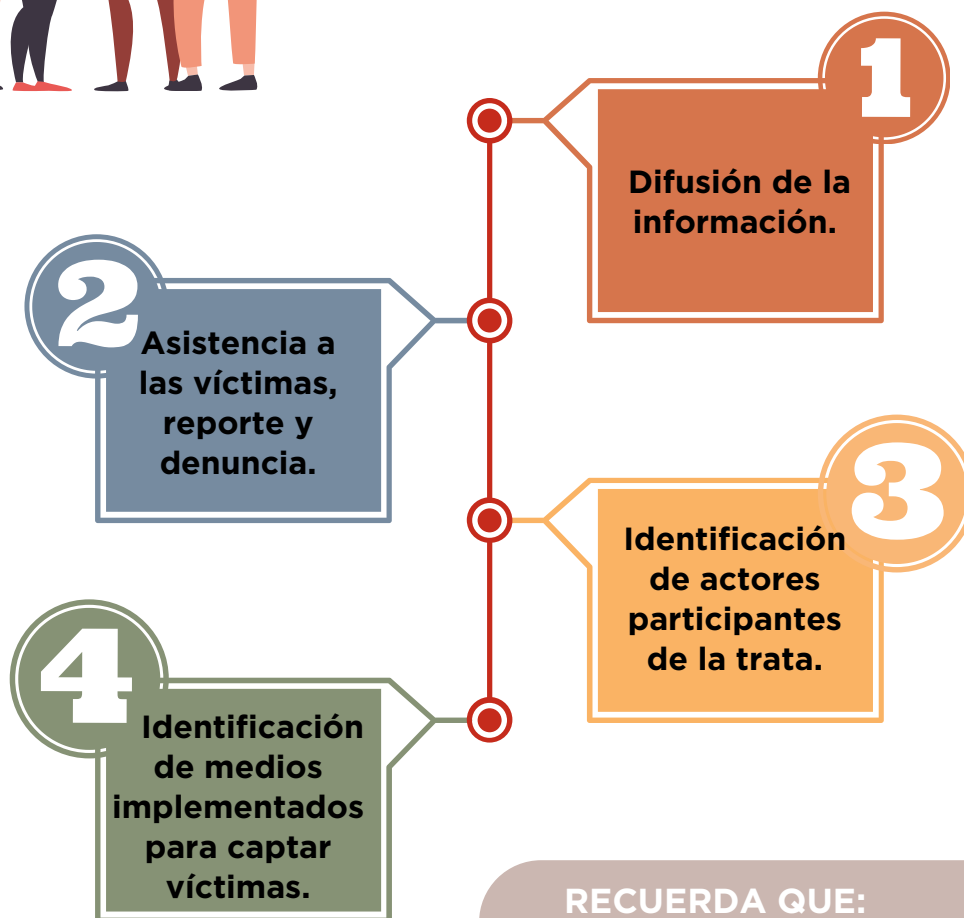 1
Difusión de la
información.
2
Asistencia a
las víctimas,
reporte y
denuncia.
3
Identificación
de actores
participantes
de la trata.
4
Identificación
de medios
implementados
para captar
víctimas.
RECUERDA QUE: